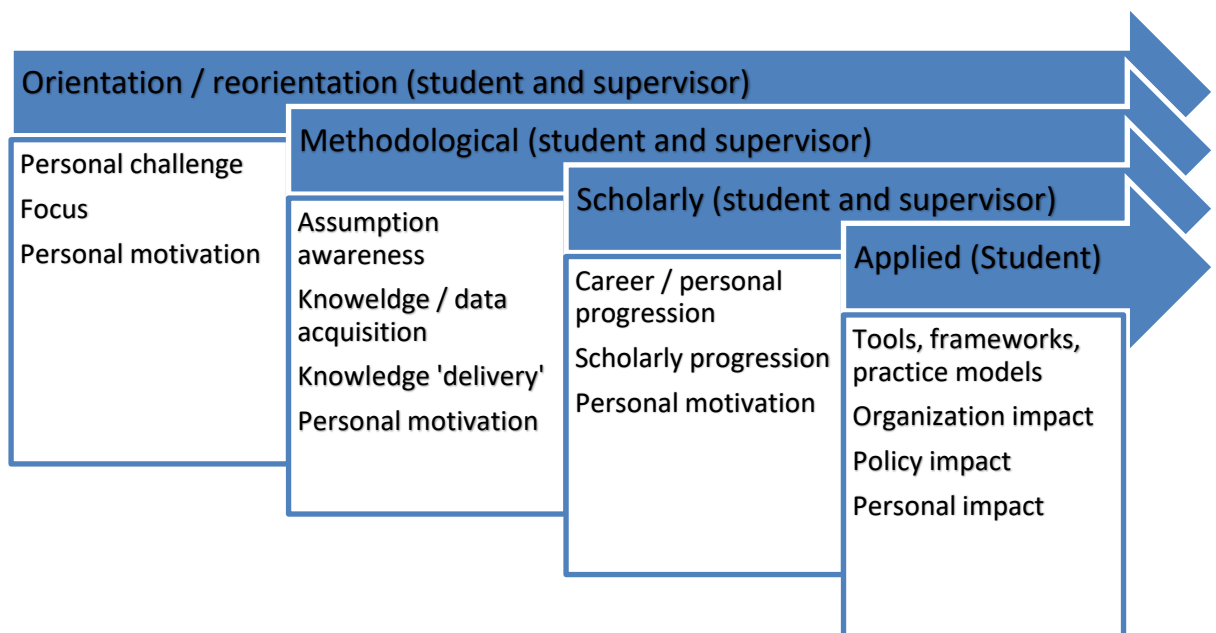 Orientation / reorientation (student and supervisor)
Personal challenge
Focus
Personal motivation
Methodological (student and supervisor)
Assumption
awareness
Knoweldge / data
acquisition
Knowledge 'delivery'
Personal motivation
Scholarly (student and supervisor)
Career / personal
progression
Scholarly progression
Personal motivation
Applied (Student)
Tools, frameworks,
practice models
Organization impact
Policy impact
Personal impact